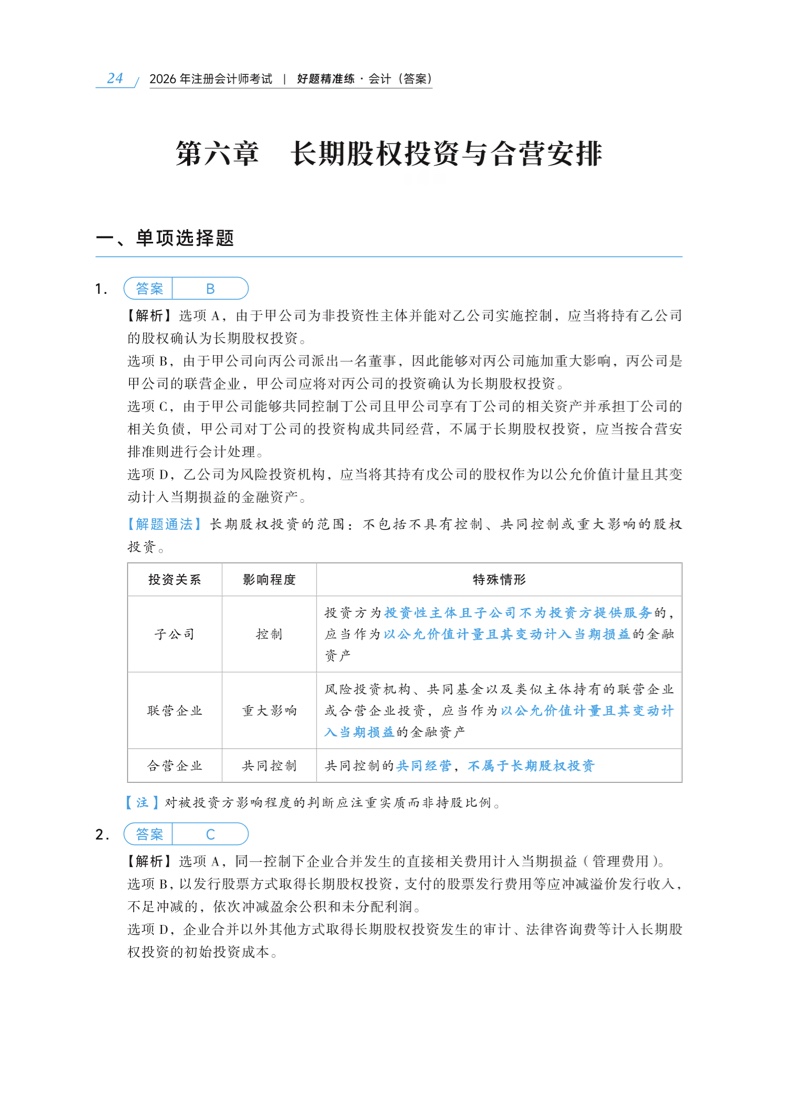 24 2026 年注册会计师考试 | 好题精准练·会计（答案）
第六章 长期股权投资与合营安排
一、单项选择题
1. 答案 B
【解析】选项 A，由于甲公司为非投资性主体并能对乙公司实施控制，应当将持有乙公司
的股权确认为长期股权投资。
选项 B，由于甲公司向丙公司派出一名董事，因此能够对丙公司施加重大影响，丙公司是
甲公司的联营企业，甲公司应将对丙公司的投资确认为长期股权投资。
选项 C，由于甲公司能够共同控制丁公司且甲公司享有丁公司的相关资产并承担丁公司的
相关负债，甲公司对丁公司的投资构成共同经营，不属于长期股权投资，应当按合营安
排准则进行会计处理。
选项 D，乙公司为风险投资机构，应当将其持有戊公司的股权作为以公允价值计量且其变
动计入当期损益的金融资产。
【解题通法】长期股权投资的范围：不包括不具有控制、共同控制或重大影响的股权
投资。
投资关系 影响程度 特殊情形
子公司 控制 投资方为投资性主体且子公司不为投资方提供服务的，
应当作为以公允价值计量且其变动计入当期损益的金融
资产
联营企业 重大影响 风险投资机构、共同基金以及类似主体持有的联营企业
或合营企业投资，应当作为以公允价值计量且其变动计
入当期损益的金融资产
合营企业 共同控制 共同控制的共同经营，不属于长期股权投资
【注】对被投资方影响程度的判断应注重实质而非持股比例。
2. 答案 C
【解析】选项 A，同一控制下企业合并发生的直接相关费用计入当期损益（管理费用）。
选项 B，以发行股票方式取得长期股权投资，支付的股票发行费用等应冲减溢价发行收入，
不足冲减的，依次冲减盈余公积和未分配利润。
选项 D，企业合并以外其他方式取得长期股权投资发生的审计、法律咨询费等计入长期股
权投资的初始投资成本。